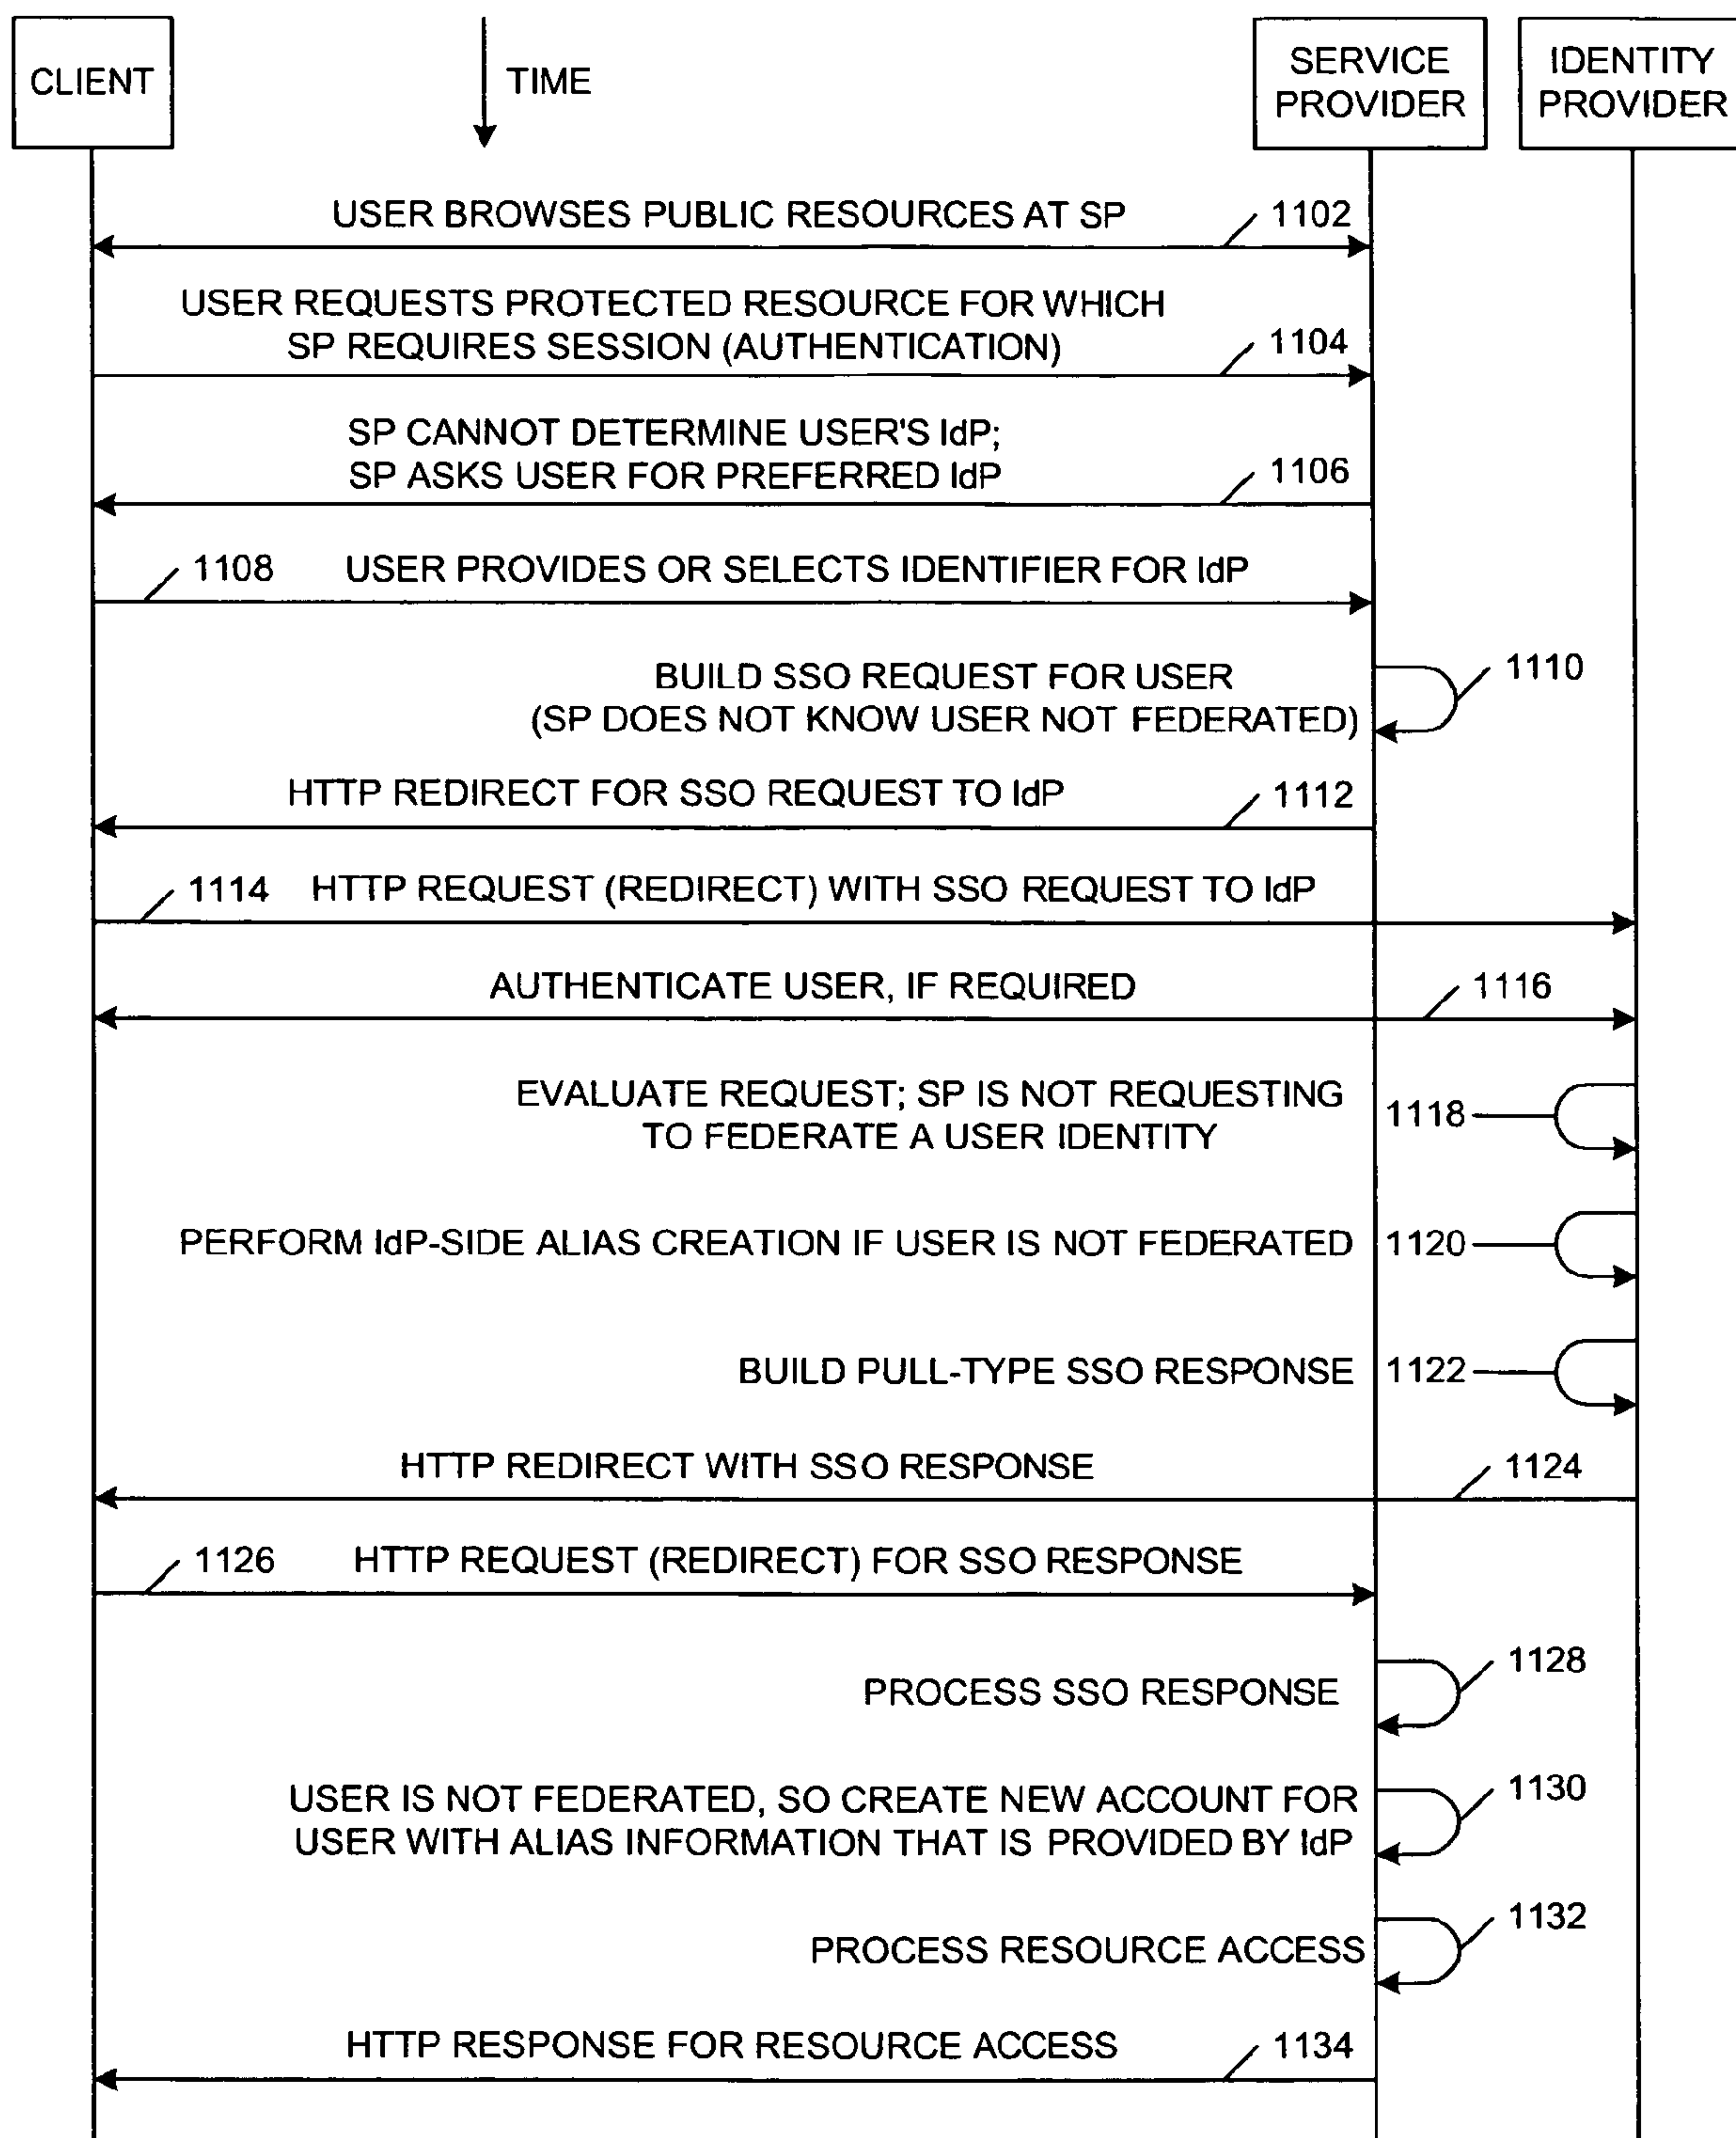 CLIENT
TIME
SERVICE
PROVIDER
IDENTITY
PROVIDER
USER BROWSES PUBLIC RESOURCES AT SP
1102
USER REQUESTS PROTECTED RESOURCE FOR WHICH
SP REQUIRES SESSION (AUTHENTICATION)
1104
SP CANNOT DETERMINE USER'S IdP;
SP ASKS USER FOR PREFERRED IdP
1106
1108
USER PROVIDES OR SELECTS IDENTIFIER FOR IdP
BUILD SSO REQUEST FOR USER
(SP DOES NOT KNOW USER NOT FEDERATED)
1110
HTTP REDIRECT FOR SSO REQUEST TO IdP
1112
1114
HTTP REQUEST (REDIRECT) WITH SSO REQUEST TO IdP
AUTHENTICATE USER, IF REQUIRED
1116
EVALUATE REQUEST; SP IS NOT REQUESTING
TO FEDERATE A USER IDENTITY
1118
PERFORM IdP-SIDE ALIAS CREATION IF USER IS NOT FEDERATED
1120
BUILD PULL-TYPE SSO RESPONSE
1122
HTTP REDIRECT WITH SSO RESPONSE
1124
1126
HTTP REQUEST (REDIRECT) FOR SSO RESPONSE
PROCESS SSO RESPONSE
1128
USER IS NOT FEDERATED, SO CREATE NEW ACCOUNT FOR
USER WITH ALIAS INFORMATION THAT IS PROVIDED BY IdP
1130
PROCESS RESOURCE ACCESS
1132
HTTP RESPONSE FOR RESOURCE ACCESS
1134